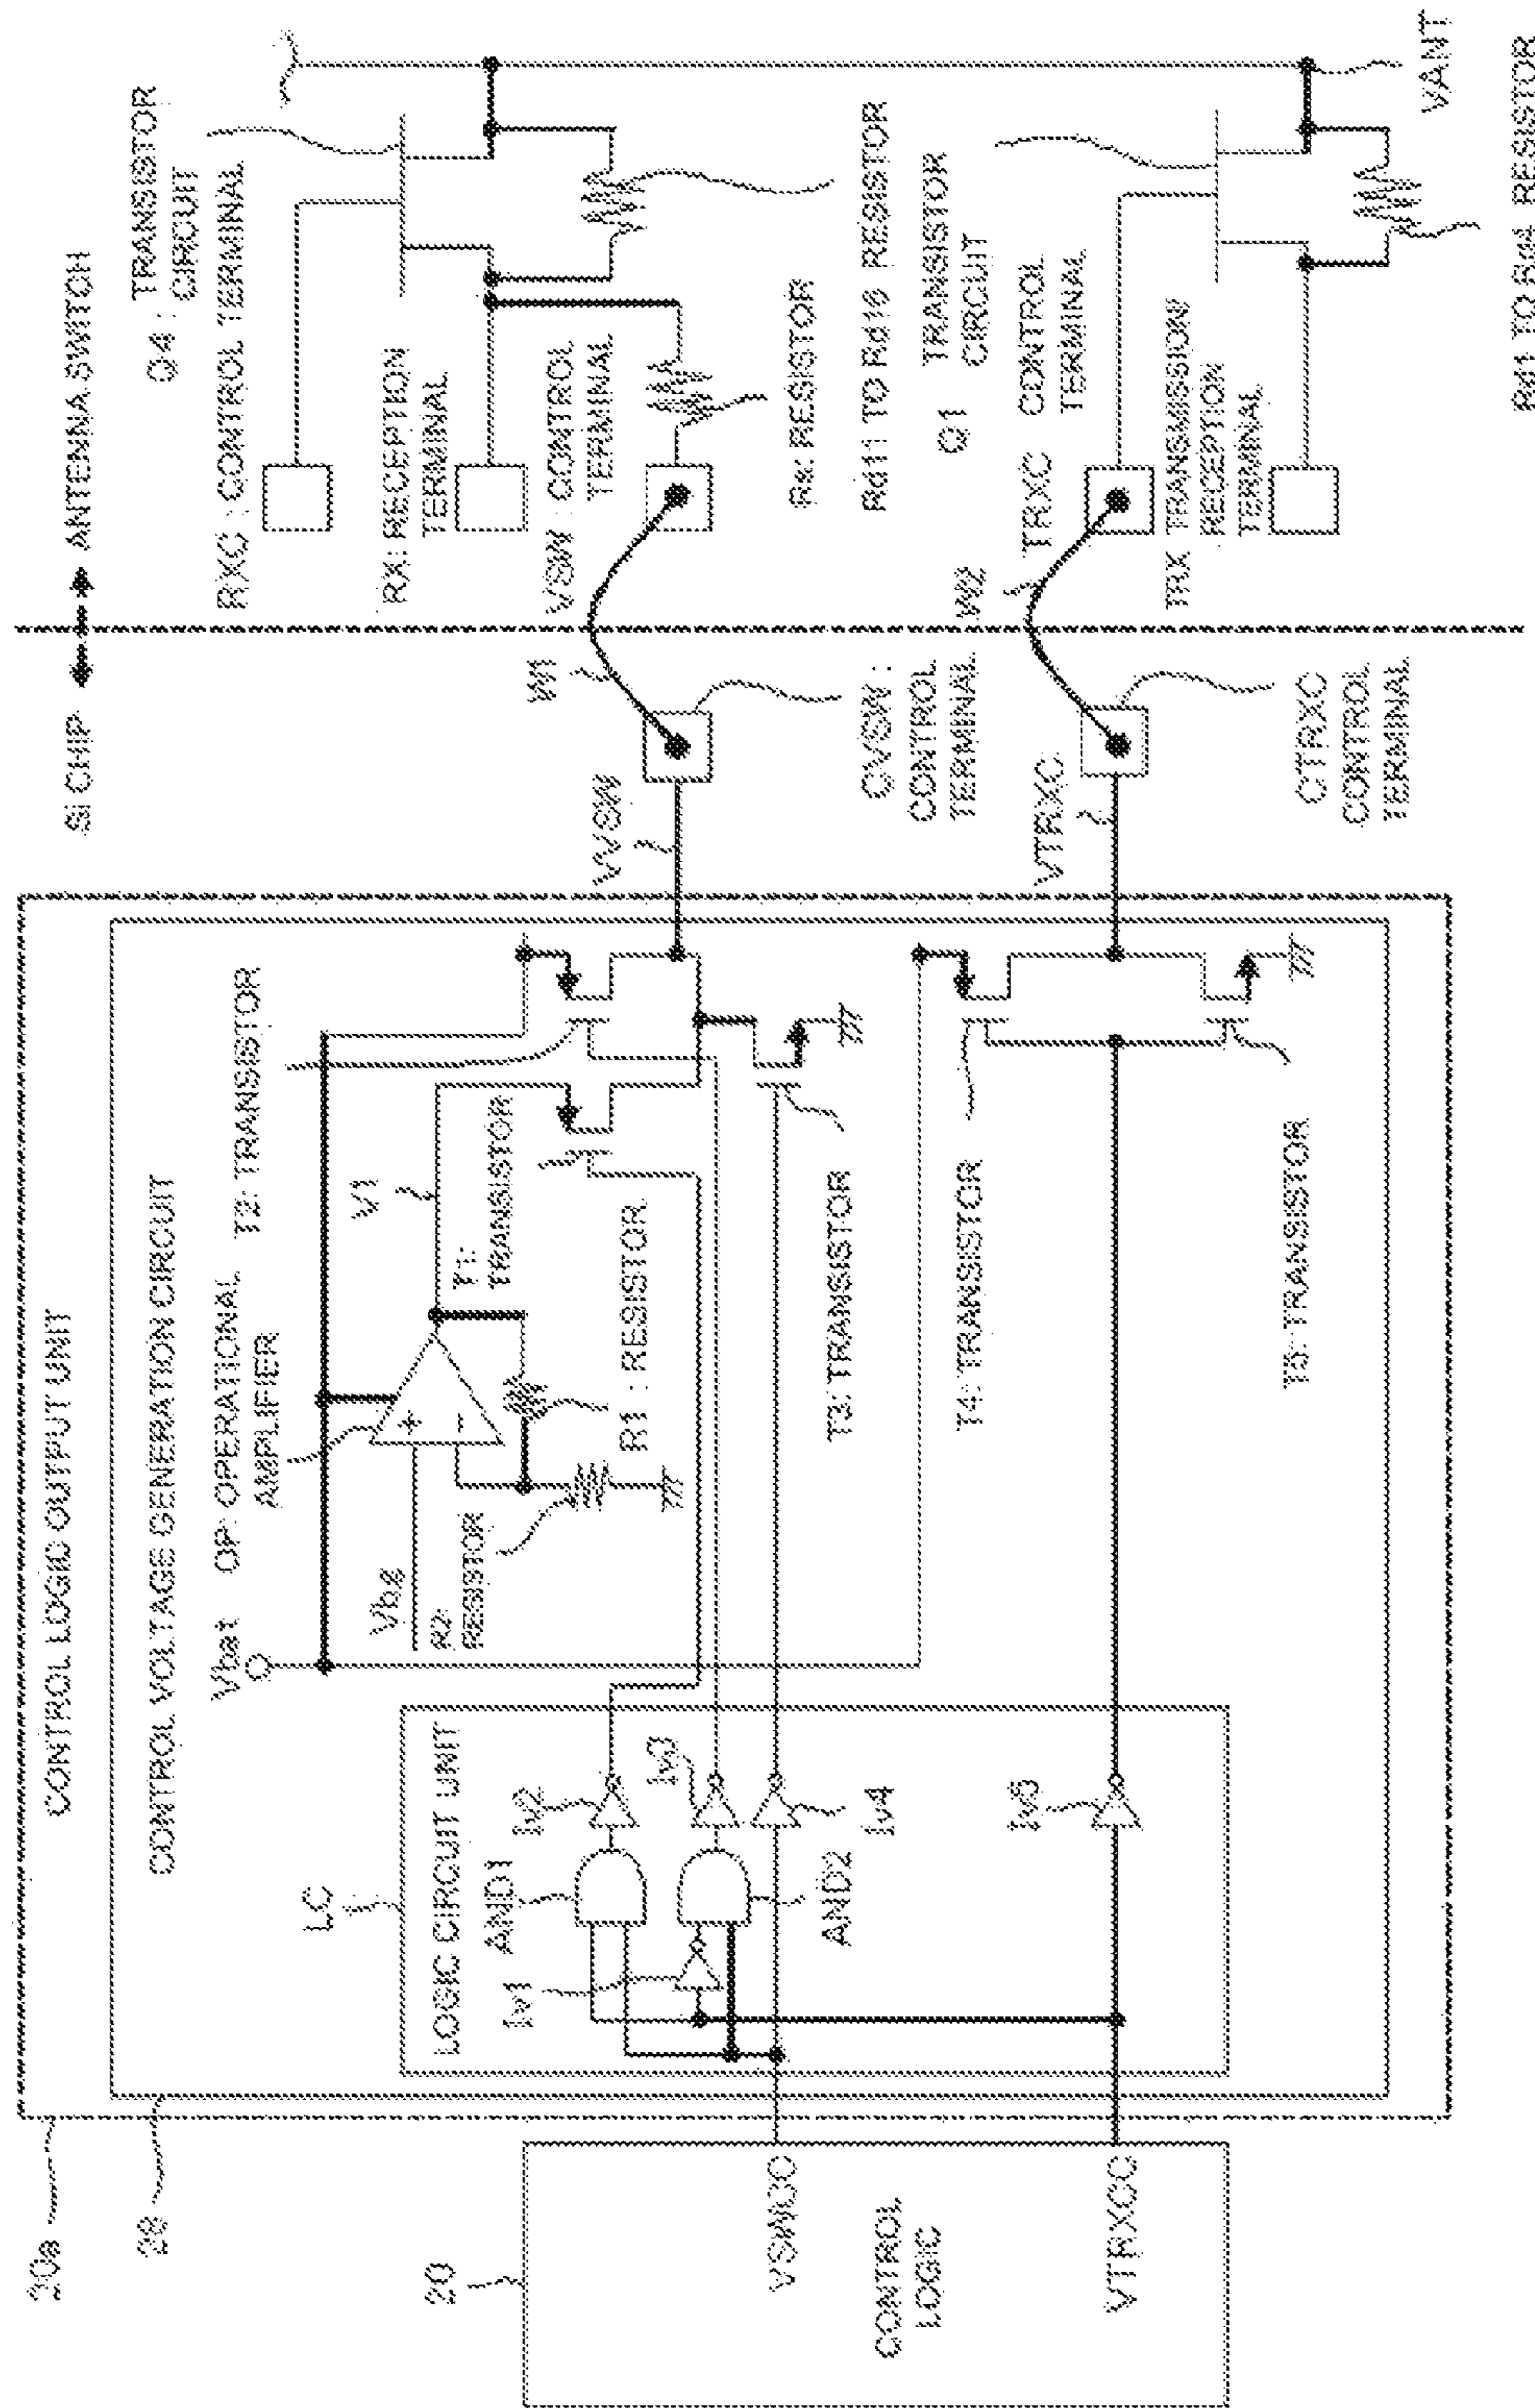 SI CHIP
ANTENNA SWITCH
20a
CONTROL LOGIC OUTPUT UNIT
28
CONTROL VOLTAGE GENERATION CIRCUIT
20
CONTROL
LOGIC
VSWCC
VTRXCC
LC
LOGIC CIRCUIT UNIT
AND1
Iv1
Iv2
Iv3
AND2
Iv4
Iv5
Vbat
OP: OPERATIONAL
AMPLIFIER
T2: TRANSISTOR
Vbg
+
-
R2:
RESISTOR
V1
T1:
TRANSISTOR
R1 : RESISTOR
T3: TRANSISTOR
T4: TRANSISTOR
T5: TRANSISTOR
VVSW
W1
CVSW :
CONTROL
TERMINAL
VTRXC
W2
CTRXC
CONTROL
TERMINAL
Q4 : TRANSISTOR
CIRCUIT
RXC : CONTROL TERMINAL
RX: RECEPTION
TERMINAL
VSW : CONTROL
TERMINAL
RESISTOR
Rd11 TO Rd16 RESISTOR
Q1 TRANSISTOR
CIRCUIT
TRXC CONTROL
TERMINAL
TRX TRANSMISSION/
RECEPTION
TERMINAL
VANT
Rd1 TO Rd4 RESISTOR